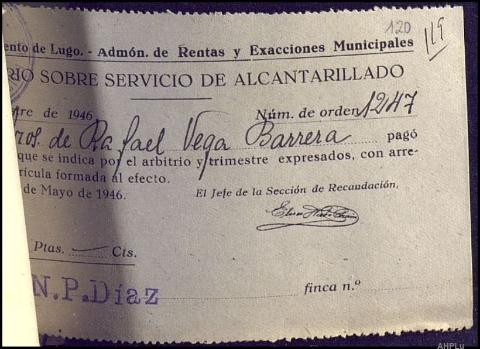 120
119
ento de Lugo. - Admón. de Rentas y Exacciones Municipales
RIO SOBRE SERVICIO DE ALCANTARILLADO
re de 1946 Núm. de orden 1247
ros. de Rafael Vega Barrera pagó
que se indica por el arbitrio y trimestre expresados, con arre-
rícula formada al efecto.
de Mayo de 1946. El Jefe de la Sección de Recaudación,
Ptas. Cts.
N.P.Díaz finca n.º
AHPLu